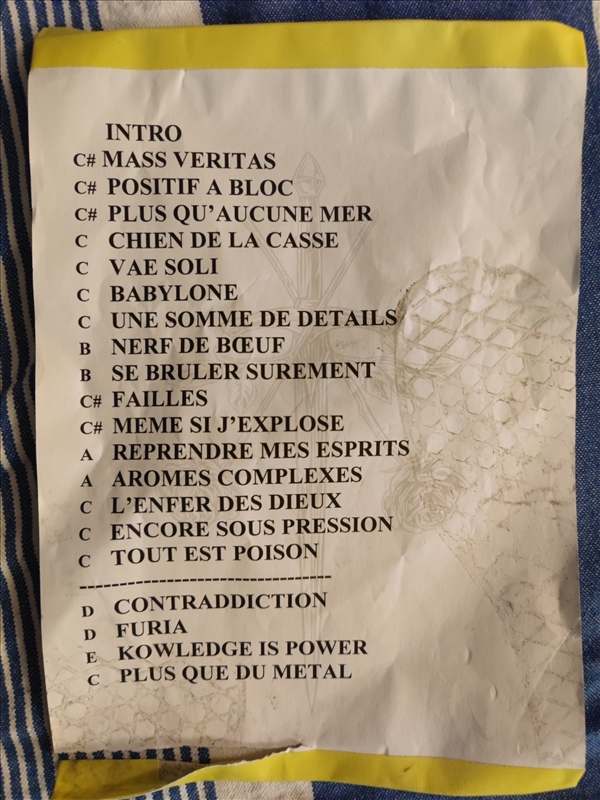 INTRO
C# MASS VERITAS
C# POSITIF A BLOC
C# PLUS QU'AUCUNE MER
C CHIEN DE LA CASSE
C VAE SOLI
C BABYLONE
C UNE SOMME DE DETAILS
B NERF DE BŒUF
B SE BRULER SUREMENT
C# FAILLES
C# MEME SI J'EXPLOSE
A REPRENDRE MES ESPRITS
A AROMES COMPLEXES
C L'ENFER DES DIEUX
C ENCORE SOUS PRESSION
C TOUT EST POISON
---------------------------------
D CONTRADDICTION
D FURIA
E KOWLEDGE IS POWER
C PLUS QUE DU METAL